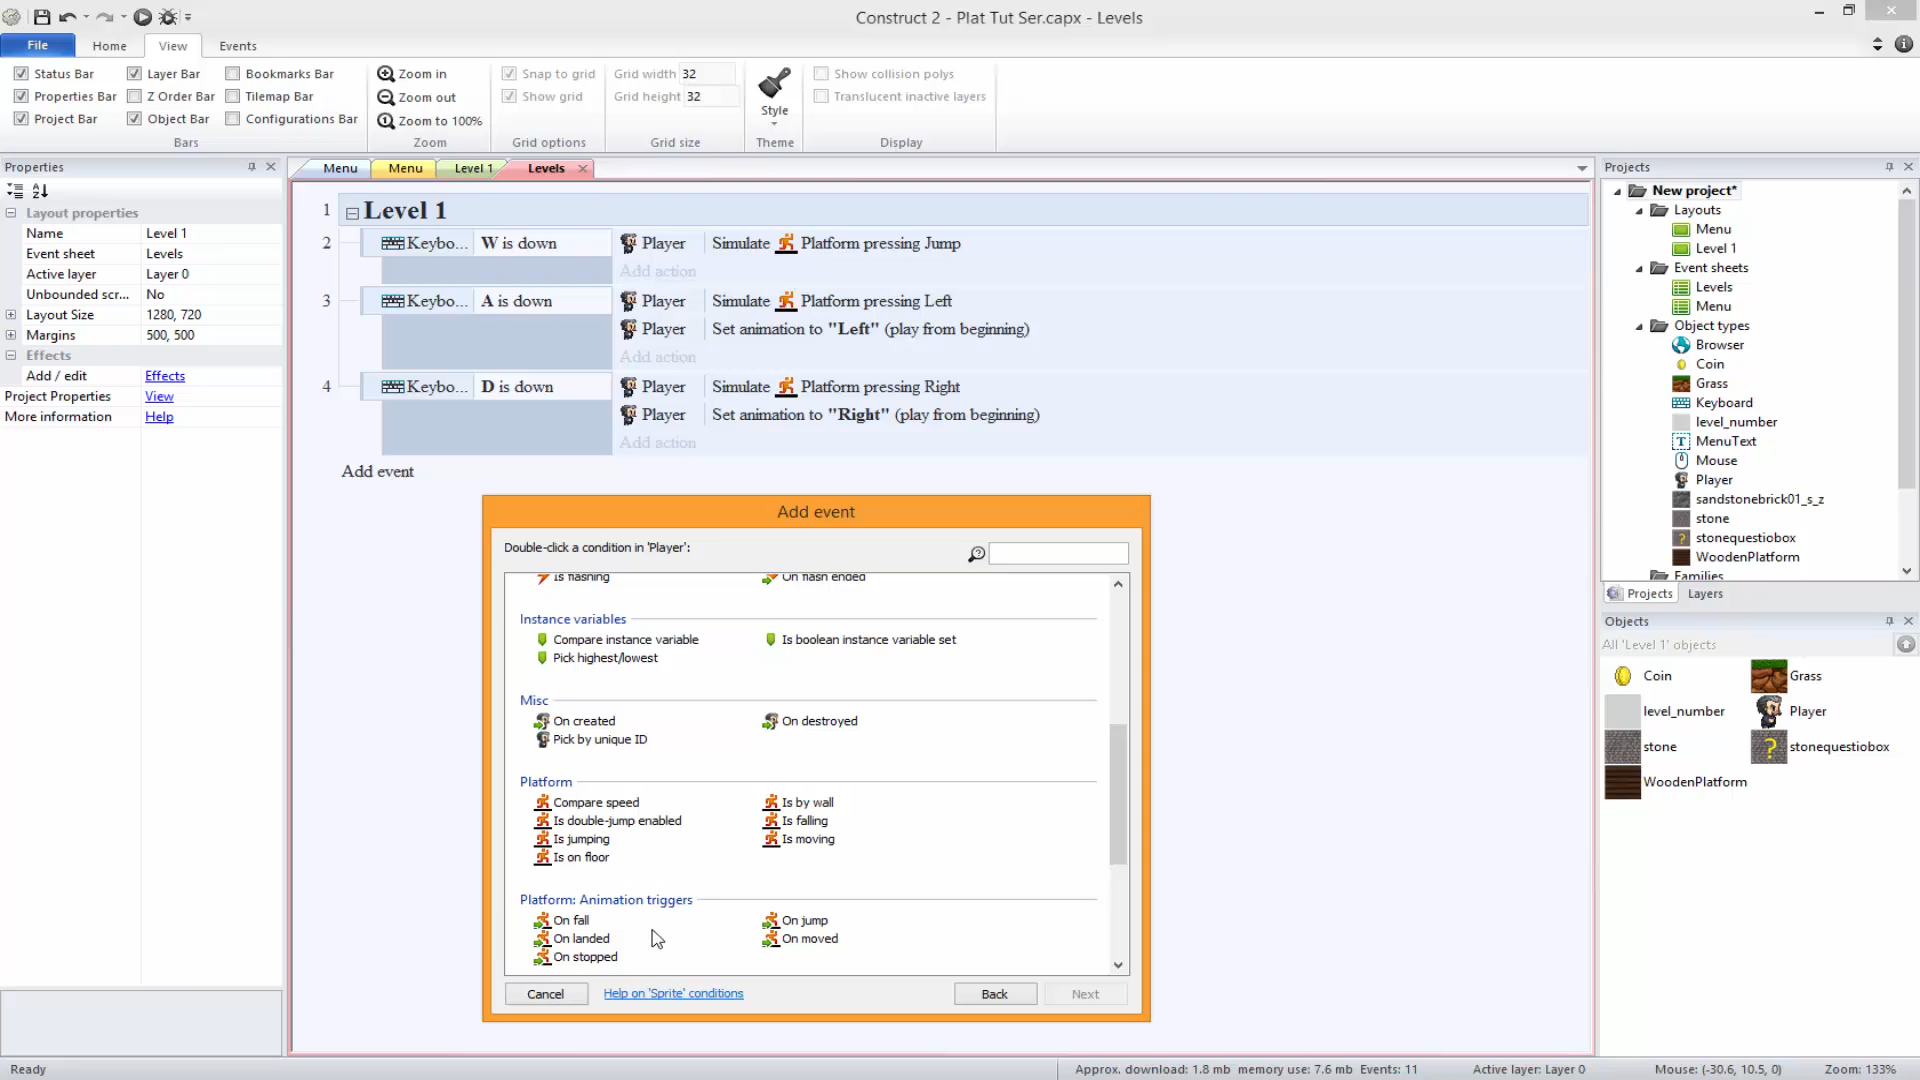 Construct 2 - Plat Tut Ser.capx - Levels
File Home View Events
Status Bar Layer Bar Bookmarks Bar
Properties Bar Z Order Bar Tilemap Bar
Project Bar Object Bar Configurations Bar
Bars
Zoom in
Zoom out
Zoom to 100%
Zoom
Snap to grid
Show grid
Grid options
Grid width 32
Grid height 32
Grid size
Style
Theme
Show collision polys
Translucent inactive layers
Display
Properties
Layout properties
Name Level 1
Event sheet Levels
Active layer Layer 0
Unbounded scr... No
Layout Size 1280, 720
Margins 500, 500
Effects
Add / edit Effects
Project Properties View
More information Help
Menu Menu Level 1 Levels
1 Level 1
2 Keybo... W is down Player Simulate Platform pressing Jump
Add action
3 Keybo... A is down Player Simulate Platform pressing Left
Player Set animation to "Left" (play from beginning)
Add action
4 Keybo... D is down Player Simulate Platform pressing Right
Player Set animation to "Right" (play from beginning)
Add action
Add event
Add event
Double-click a condition in 'Player':
Is flashing On flash ended
Instance variables
Compare instance variable Is boolean instance variable set
Pick highest/lowest
Misc
On created On destroyed
Pick by unique ID
Platform
Compare speed Is by wall
Is double-jump enabled Is falling
Is jumping Is moving
Is on floor
Platform: Animation triggers
On fall On jump
On landed On moved
On stopped
Cancel Help on 'Sprite' conditions Back Next
Projects
New project*
Layouts
Menu
Level 1
Event sheets
Levels
Menu
Object types
Browser
Coin
Grass
Keyboard
level_number
MenuText
Mouse
Player
sandstonebrick01_s_z
stone
stonequestiobox
WoodenPlatform
Families
Projects Layers
Objects
All 'Level 1' objects
Coin Grass
level_number Player
stone stonequestiobox
WoodenPlatform
Ready Approx. download: 1.8 mb memory use: 7.6 mb Events: 11 Active layer: Layer 0 Mouse: (-30.6, 10.5, 0) Zoom: 133%